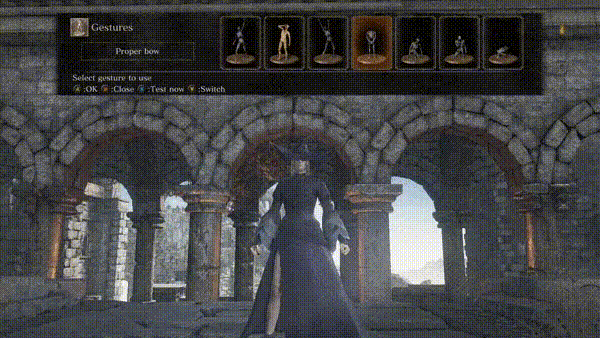 Gestures
Proper bow
Select gesture to use
A :OK B :Close X :Test now Y :Switch